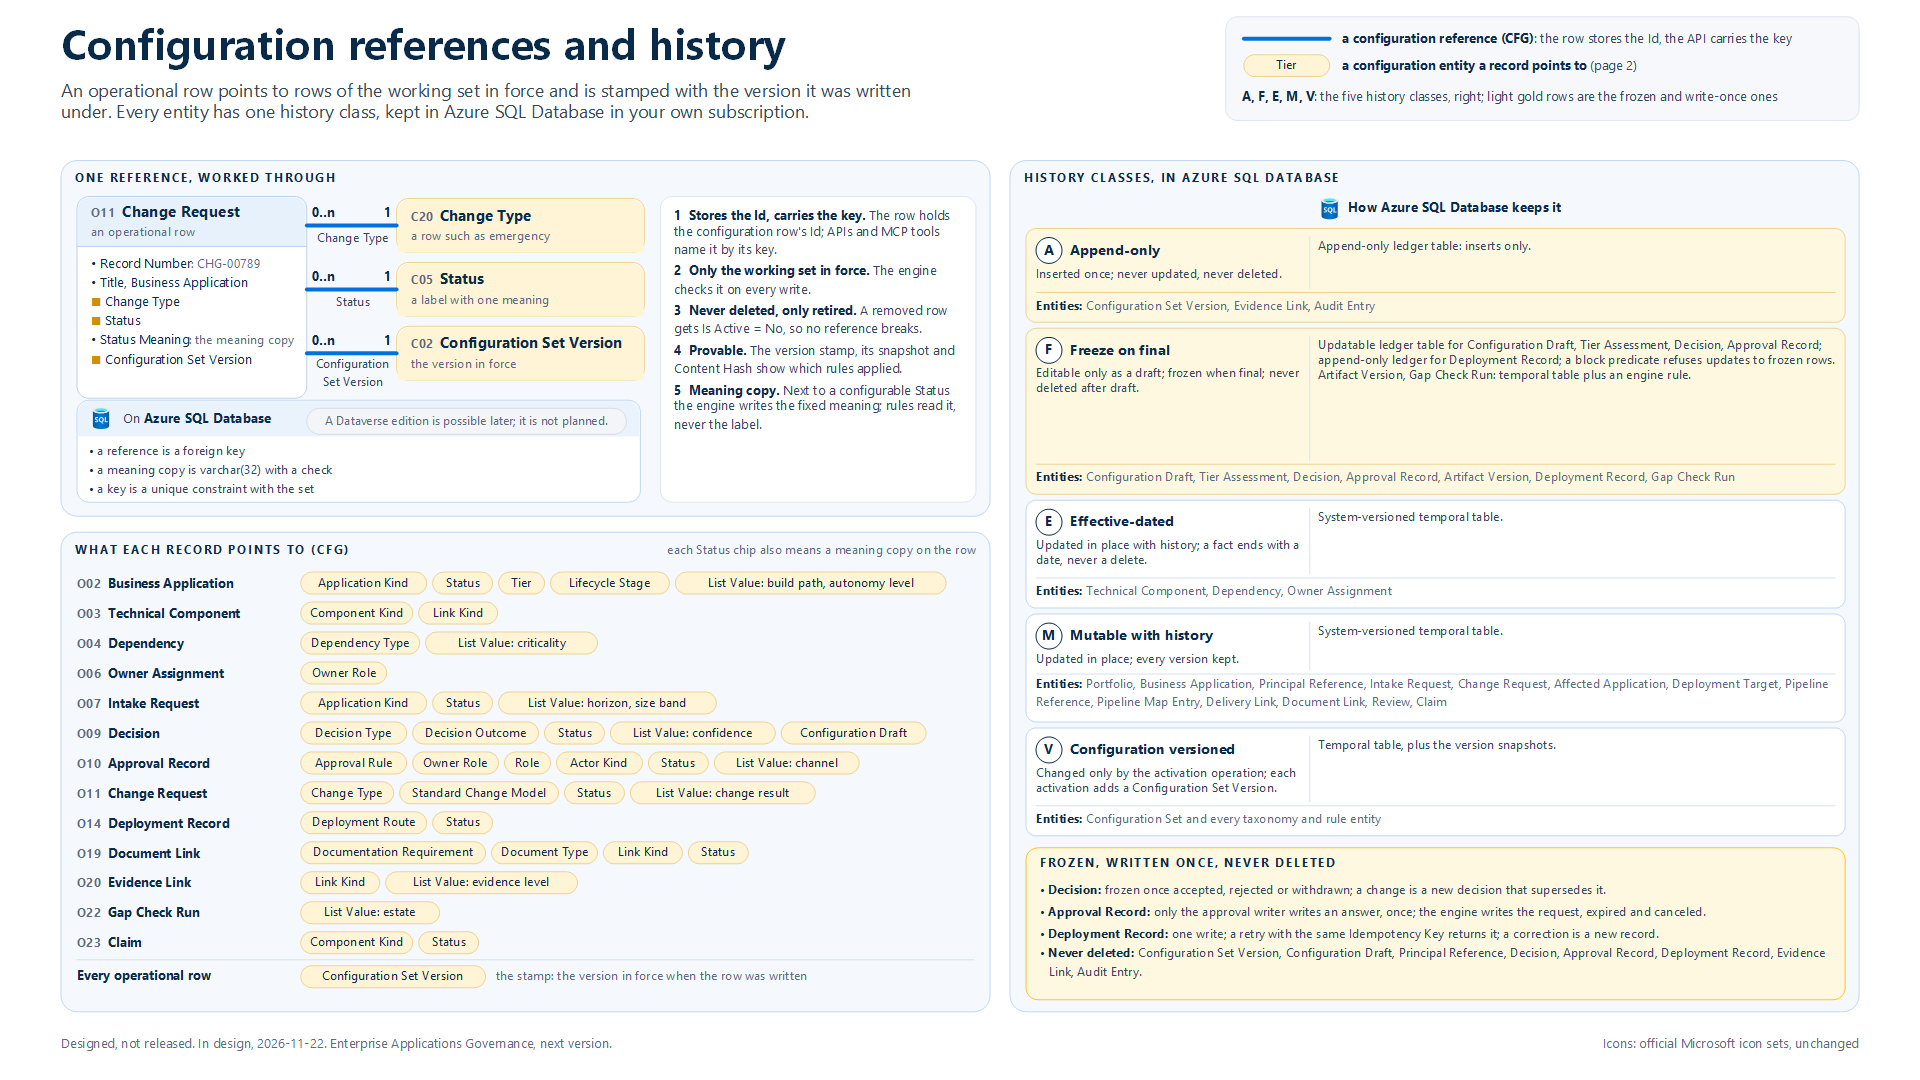 Configuration references and history
An operational row points to rows of the working set in force and is stamped with the version it was written
under. Every entity has one history class, kept in Azure SQL Database in your own subscription.
a configuration reference (CFG): the row stores the Id, the API carries the key
Tier
a configuration entity a record points to (page 2)
A, F, E, M, V: the five history classes, right; light gold rows are the frozen and write-once ones
ONE REFERENCE, WORKED THROUGH
O11 Change Request
an operational row
• Record Number: CHG-00789
• Title, Business Application
Change Type
Status
• Status Meaning: the meaning copy
Configuration Set Version
0..n 1
Change Type
0..n 1
Status
0..n 1
Configuration
Set Version
C20 Change Type
a row such as emergency
C05 Status
a label with one meaning
C02 Configuration Set Version
the version in force
SQL
On Azure SQL Database
A Dataverse edition is possible later; it is not planned.
• a reference is a foreign key
• a meaning copy is varchar(32) with a check
• a key is a unique constraint with the set
1 Stores the Id, carries the key. The row holds
the configuration row's Id; APIs and MCP tools
name it by its key.
2 Only the working set in force. The engine
checks it on every write.
3 Never deleted, only retired. A removed row
gets Is Active = No, so no reference breaks.
4 Provable. The version stamp, its snapshot and
Content Hash show which rules applied.
5 Meaning copy. Next to a configurable Status
the engine writes the fixed meaning; rules read it,
never the label.
WHAT EACH RECORD POINTS TO (CFG)
each Status chip also means a meaning copy on the row
O02 Business Application Application Kind Status Tier Lifecycle Stage List Value: build path, autonomy level
O03 Technical Component Component Kind Link Kind
O04 Dependency Dependency Type List Value: criticality
O06 Owner Assignment Owner Role
O07 Intake Request Application Kind Status List Value: horizon, size band
O09 Decision Decision Type Decision Outcome Status List Value: confidence Configuration Draft
O10 Approval Record Approval Rule Owner Role Role Actor Kind Status List Value: channel
O11 Change Request Change Type Standard Change Model Status List Value: change result
O14 Deployment Record Deployment Route Status
O19 Document Link Documentation Requirement Document Type Link Kind Status
O20 Evidence Link Link Kind List Value: evidence level
O22 Gap Check Run List Value: estate
O23 Claim Component Kind Status
Every operational row Configuration Set Version the stamp: the version in force when the row was written
HISTORY CLASSES, IN AZURE SQL DATABASE
SQL
How Azure SQL Database keeps it
A Append-only
Inserted once; never updated, never deleted.
Append-only ledger table: inserts only.
Entities: Configuration Set Version, Evidence Link, Audit Entry
F Freeze on final
Editable only as a draft; frozen when final; never
deleted after draft.
Updatable ledger table for Configuration Draft, Tier Assessment, Decision, Approval Record;
append-only ledger for Deployment Record; a block predicate refuses updates to frozen rows.
Artifact Version, Gap Check Run: temporal table plus an engine rule.
Entities: Configuration Draft, Tier Assessment, Decision, Approval Record, Artifact Version, Deployment Record, Gap Check Run
E Effective-dated
Updated in place with history; a fact ends with a
date, never a delete.
System-versioned temporal table.
Entities: Technical Component, Dependency, Owner Assignment
M Mutable with history
Updated in place; every version kept.
System-versioned temporal table.
Entities: Portfolio, Business Application, Principal Reference, Intake Request, Change Request, Affected Application, Deployment Target, Pipeline
Reference, Pipeline Map Entry, Delivery Link, Document Link, Review, Claim
V Configuration versioned
Changed only by the activation operation; each
activation adds a Configuration Set Version.
Temporal table, plus the version snapshots.
Entities: Configuration Set and every taxonomy and rule entity
FROZEN, WRITTEN ONCE, NEVER DELETED
• Decision: frozen once accepted, rejected or withdrawn; a change is a new decision that supersedes it.
• Approval Record: only the approval writer writes an answer, once; the engine writes the request, expired and canceled.
• Deployment Record: one write; a retry with the same Idempotency Key returns it; a correction is a new record.
• Never deleted: Configuration Set Version, Configuration Draft, Principal Reference, Decision, Approval Record, Deployment Record, Evidence
Link, Audit Entry.
Designed, not released. In design, 2026-11-22. Enterprise Applications Governance, next version.
Icons: official Microsoft icon sets, unchanged